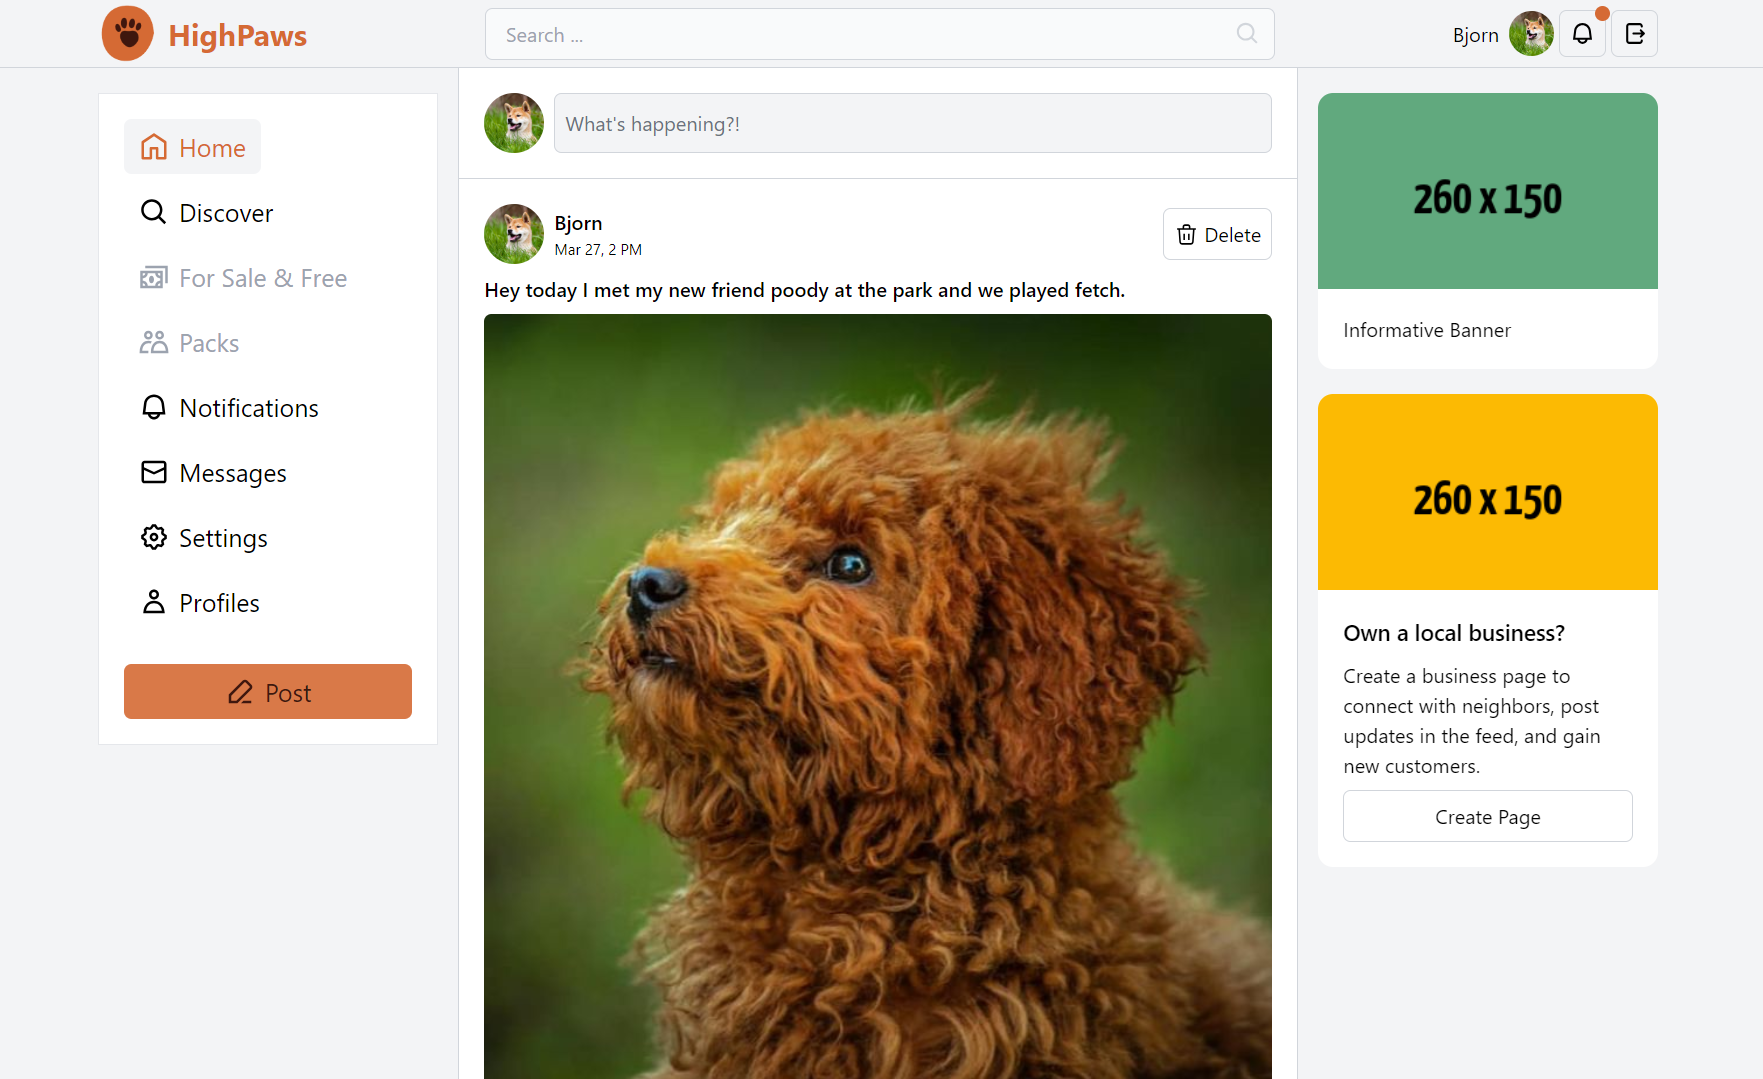 HighPaws
Search ...
Bjorn
Home
Discover
For Sale & Free
Packs
Notifications
Messages
Settings
Profiles
Post
What's happening?!
Bjorn
Mar 27, 2 PM
Delete
Hey today I met my new friend poody at the park and we played fetch.
260 x 150
Informative Banner
260 x 150
Own a local business?
Create a business page to
connect with neighbors, post
updates in the feed, and gain
new customers.
Create Page